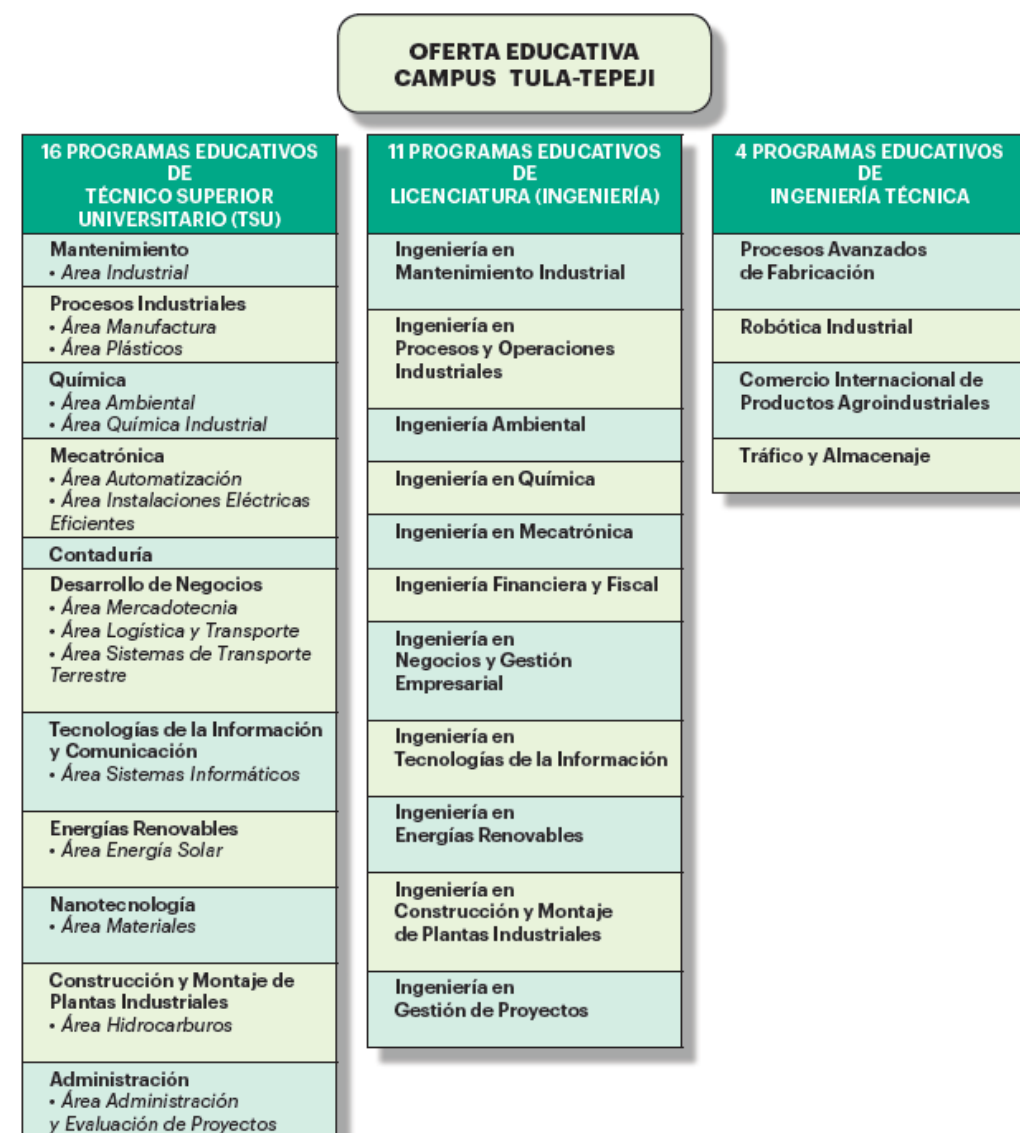 OFERTA EDUCATIVA
CAMPUS TULA-TEPEJI
16 PROGRAMAS EDUCATIVOS
DE
TÉCNICO SUPERIOR
UNIVERSITARIO (TSU)
Mantenimiento
• Area Industrial
Procesos Industriales
• Área Manufactura
• Área Plásticos
Química
• Área Ambiental
• Área Química Industrial
Mecatrónica
• Área Automatización
• Área Instalaciones Eléctricas
Eficientes
Contaduría
Desarrollo de Negocios
• Área Mercadotecnia
• Área Logística y Transporte
• Área Sistemas de Transporte
Terrestre
Tecnologías de la Información
y Comunicación
• Área Sistemas Informáticos
Energías Renovables
• Área Energía Solar
Nanotecnología
• Área Materiales
Construcción y Montaje de
Plantas Industriales
• Área Hidrocarburos
Administración
• Área Administración
y Evaluación de Proyectos
11 PROGRAMAS EDUCATIVOS
DE
LICENCIATURA (INGENIERÍA)
Ingeniería en
Mantenimiento Industrial
Ingeniería en
Procesos y Operaciones
Industriales
Ingeniería Ambiental
Ingeniería en Química
Ingeniería en Mecatrónica
Ingeniería Financiera y Fiscal
Ingeniería en
Negocios y Gestión
Empresarial
Ingeniería en
Tecnologías de la Información
Ingeniería en
Energías Renovables
Ingeniería en
Construcción y Montaje
de Plantas Industriales
Ingeniería en
Gestión de Proyectos
4 PROGRAMAS EDUCATIVOS
DE
INGENIERÍA TÉCNICA
Procesos Avanzados
de Fabricación
Robótica Industrial
Comercio Internacional de
Productos Agroindustriales
Tráfico y Almacenaje